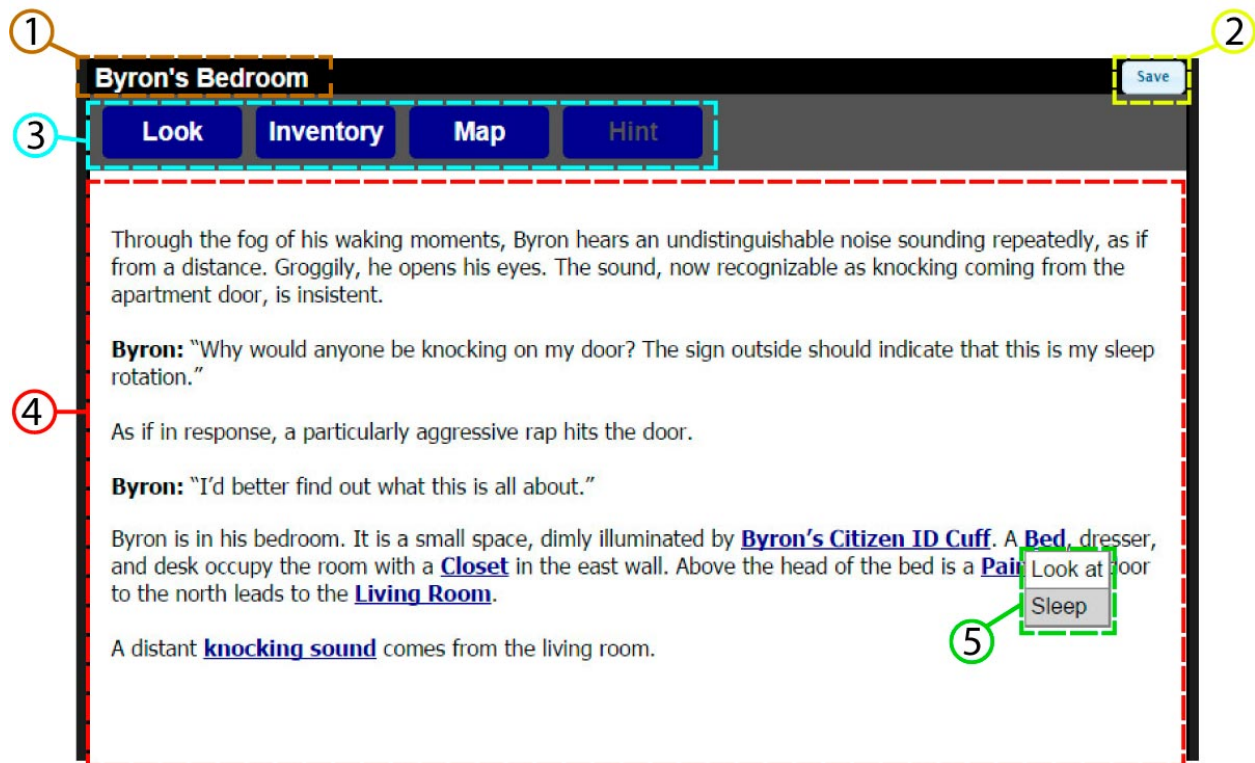 1
2
Byron's Bedroom
Save
3
Look Inventory Map Hint
Through the fog of his waking moments, Byron hears an undistinguishable noise sounding repeatedly, as if
from a distance. Groggily, he opens his eyes. The sound, now recognizable as knocking coming from the
apartment door, is insistent.
Byron: “Why would anyone be knocking on my door? The sign outside should indicate that this is my sleep
rotation.”
4
As if in response, a particularly aggressive rap hits the door.
Byron: “I’d better find out what this is all about.”
Byron is in his bedroom. It is a small space, dimly illuminated by Byron’s Citizen ID Cuff. A Bed, dresser,
and desk occupy the room with a Closet in the east wall. Above the head of the bed is a
to the north leads to the Living Room.
Look at
Sleep
5
A distant knocking sound comes from the living room.